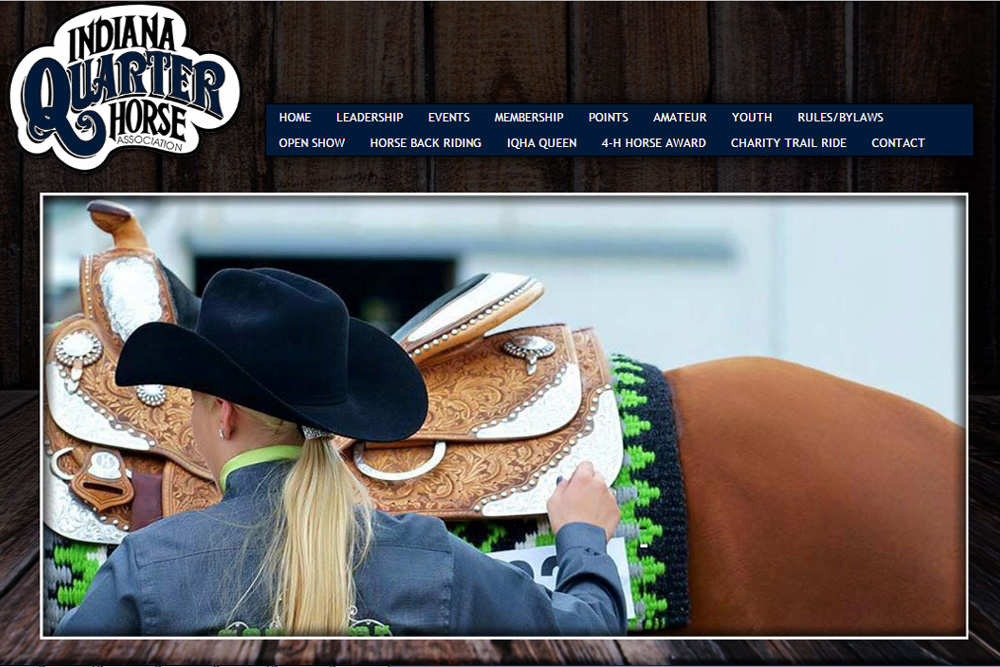 INDIANA
QUARTER
HORSE
ASSOCIATION
HOME LEADERSHIP EVENTS MEMBERSHIP POINTS AMATEUR YOUTH RULES/BYLAWS
OPEN SHOW HORSE BACK RIDING IQHA QUEEN 4-H HORSE AWARD CHARITY TRAIL RIDE CONTACT